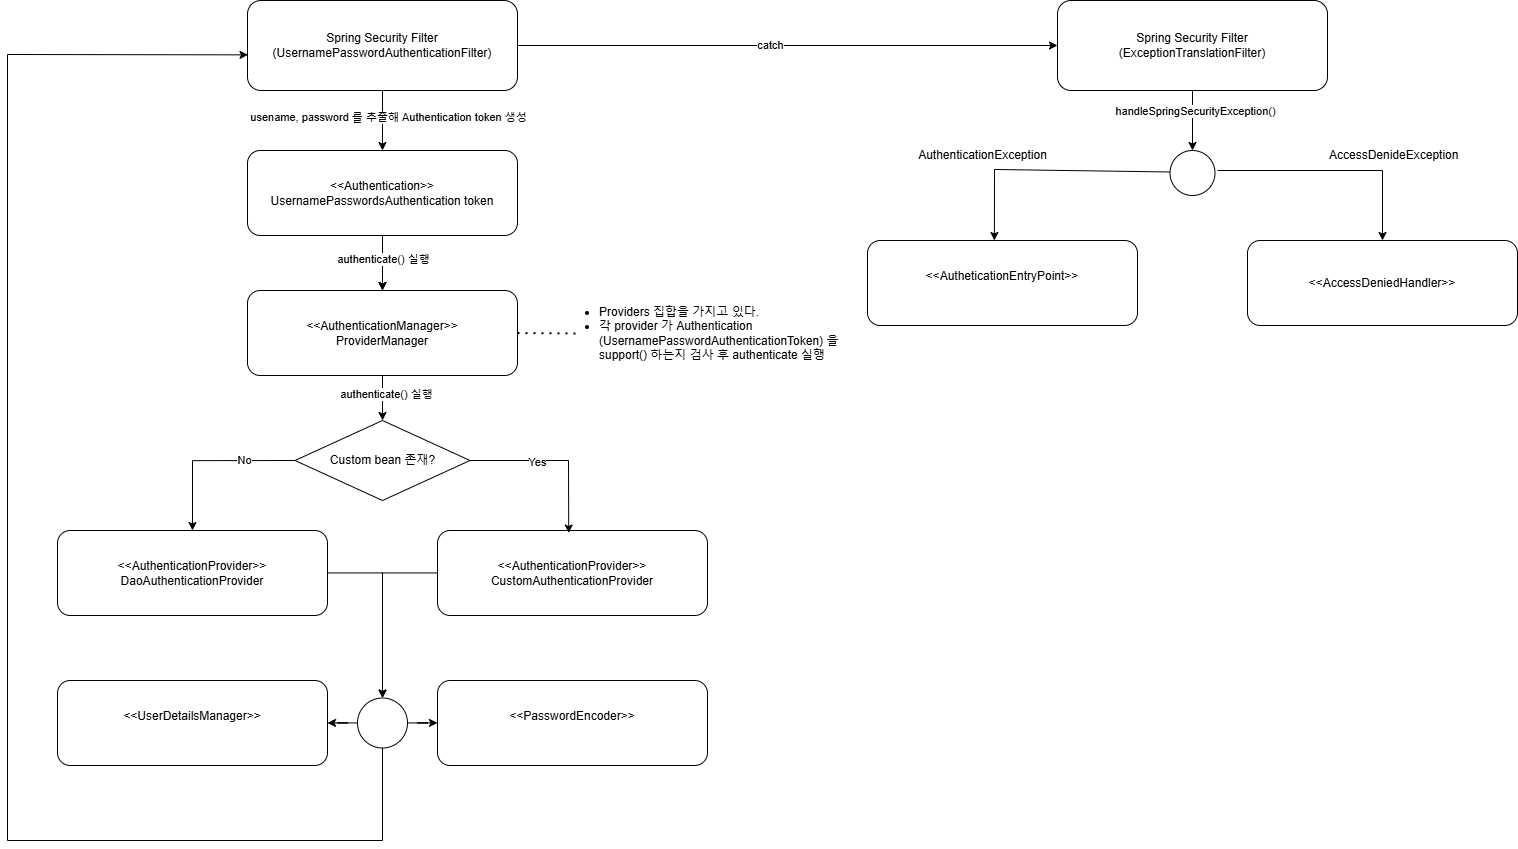 Spring Security Filter
(UsernamePasswordAuthenticationFilter)
catch
Spring Security Filter
(ExceptionTranslationFilter)
usename, password 를 추출해 Authentication token 생성
handleSpringSecurityException()
AuthenticationException
AccessDenideException
<<Authentication>>
UsernamePasswordsAuthentication token
authenticate() 실행
<<AutheticationEntryPoint>>
<<AccessDeniedHandler>>
<<AuthenticationManager>>
ProviderManager
• Providers 집합을 가지고 있다.
• 각 provider 가 Authentication
(UsernamePasswordAuthenticationToken) 을
support() 하는지 검사 후 authenticate 실행
authenticate() 실행
Custom bean 존재?
No
Yes
<<AuthenticationProvider>>
DaoAuthenticationProvider
<<AuthenticationProvider>>
CustomAuthenticationProvider
<<UserDetailsManager>>
<<PasswordEncoder>>